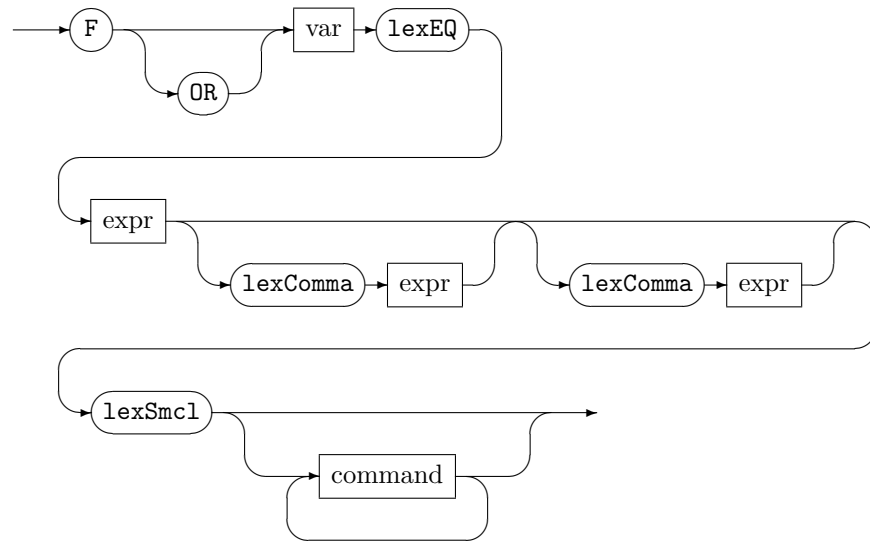 F var lexEQ
OR
expr
lexComma expr lexComma expr
lexSmcl
command